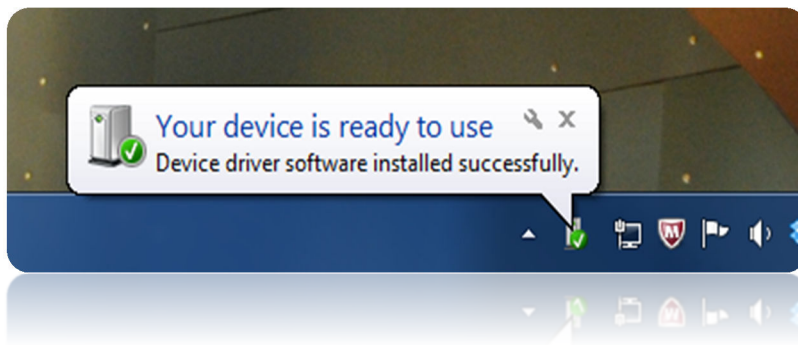 Your device is ready to use
Device driver software installed successfully.